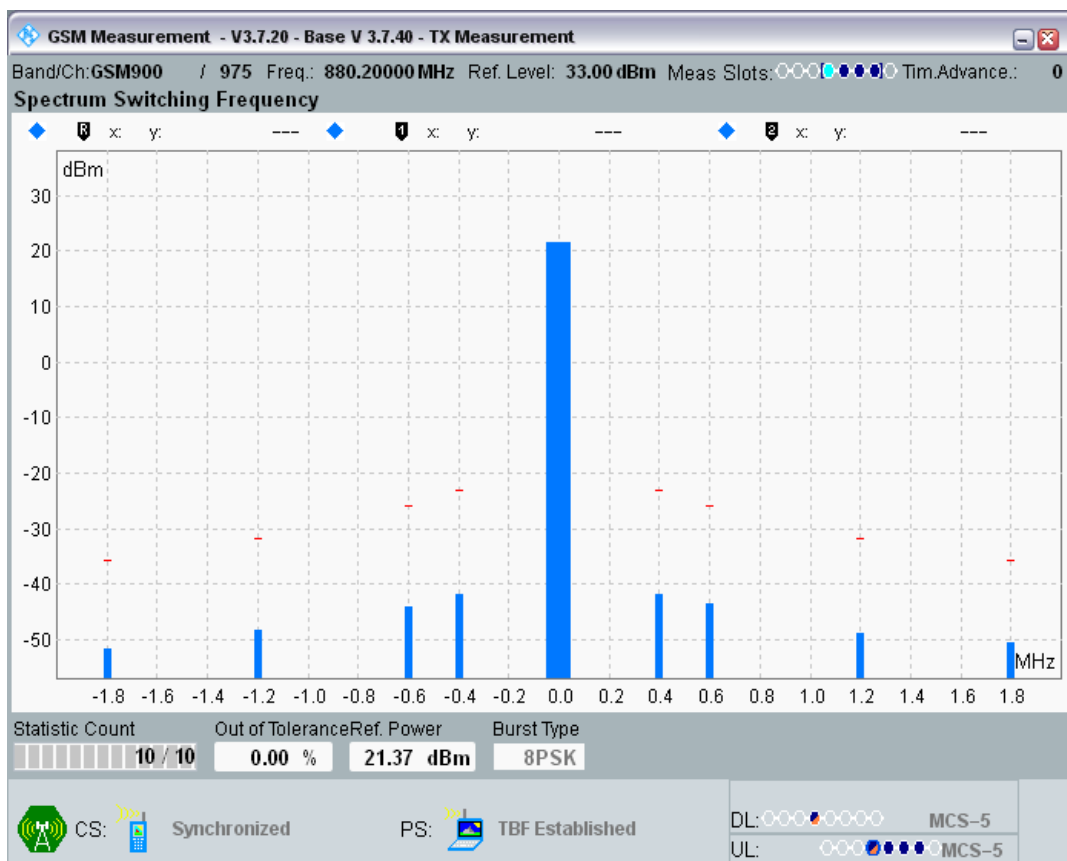 GSM Measurement - V3.7.20 - Base V 3.7.40 - TX Measurement
Band/Ch:GSM900 / 975 Freq.: 880.20000 MHz Ref. Level: 33.00 dBm Meas Slots: Tim.Advance.: 0
Spectrum Switching Frequency
R x: y: --- 1 x: y: --- 2 x: y: ---
dBm
30
20
10
0
-10
-20
-30
-40
-50
MHz
-1.8 -1.6 -1.4 -1.2 -1.0 -0.8 -0.6 -0.4 -0.2 0.0 0.2 0.4 0.6 0.8 1.0 1.2 1.4 1.6 1.8
Statistic Count Out of Tolerance Ref. Power Burst Type
10 / 10 0.00 % 21.37 dBm 8PSK
CS: Synchronized PS: TBF Established DL: MCS-5
UL: MCS-5